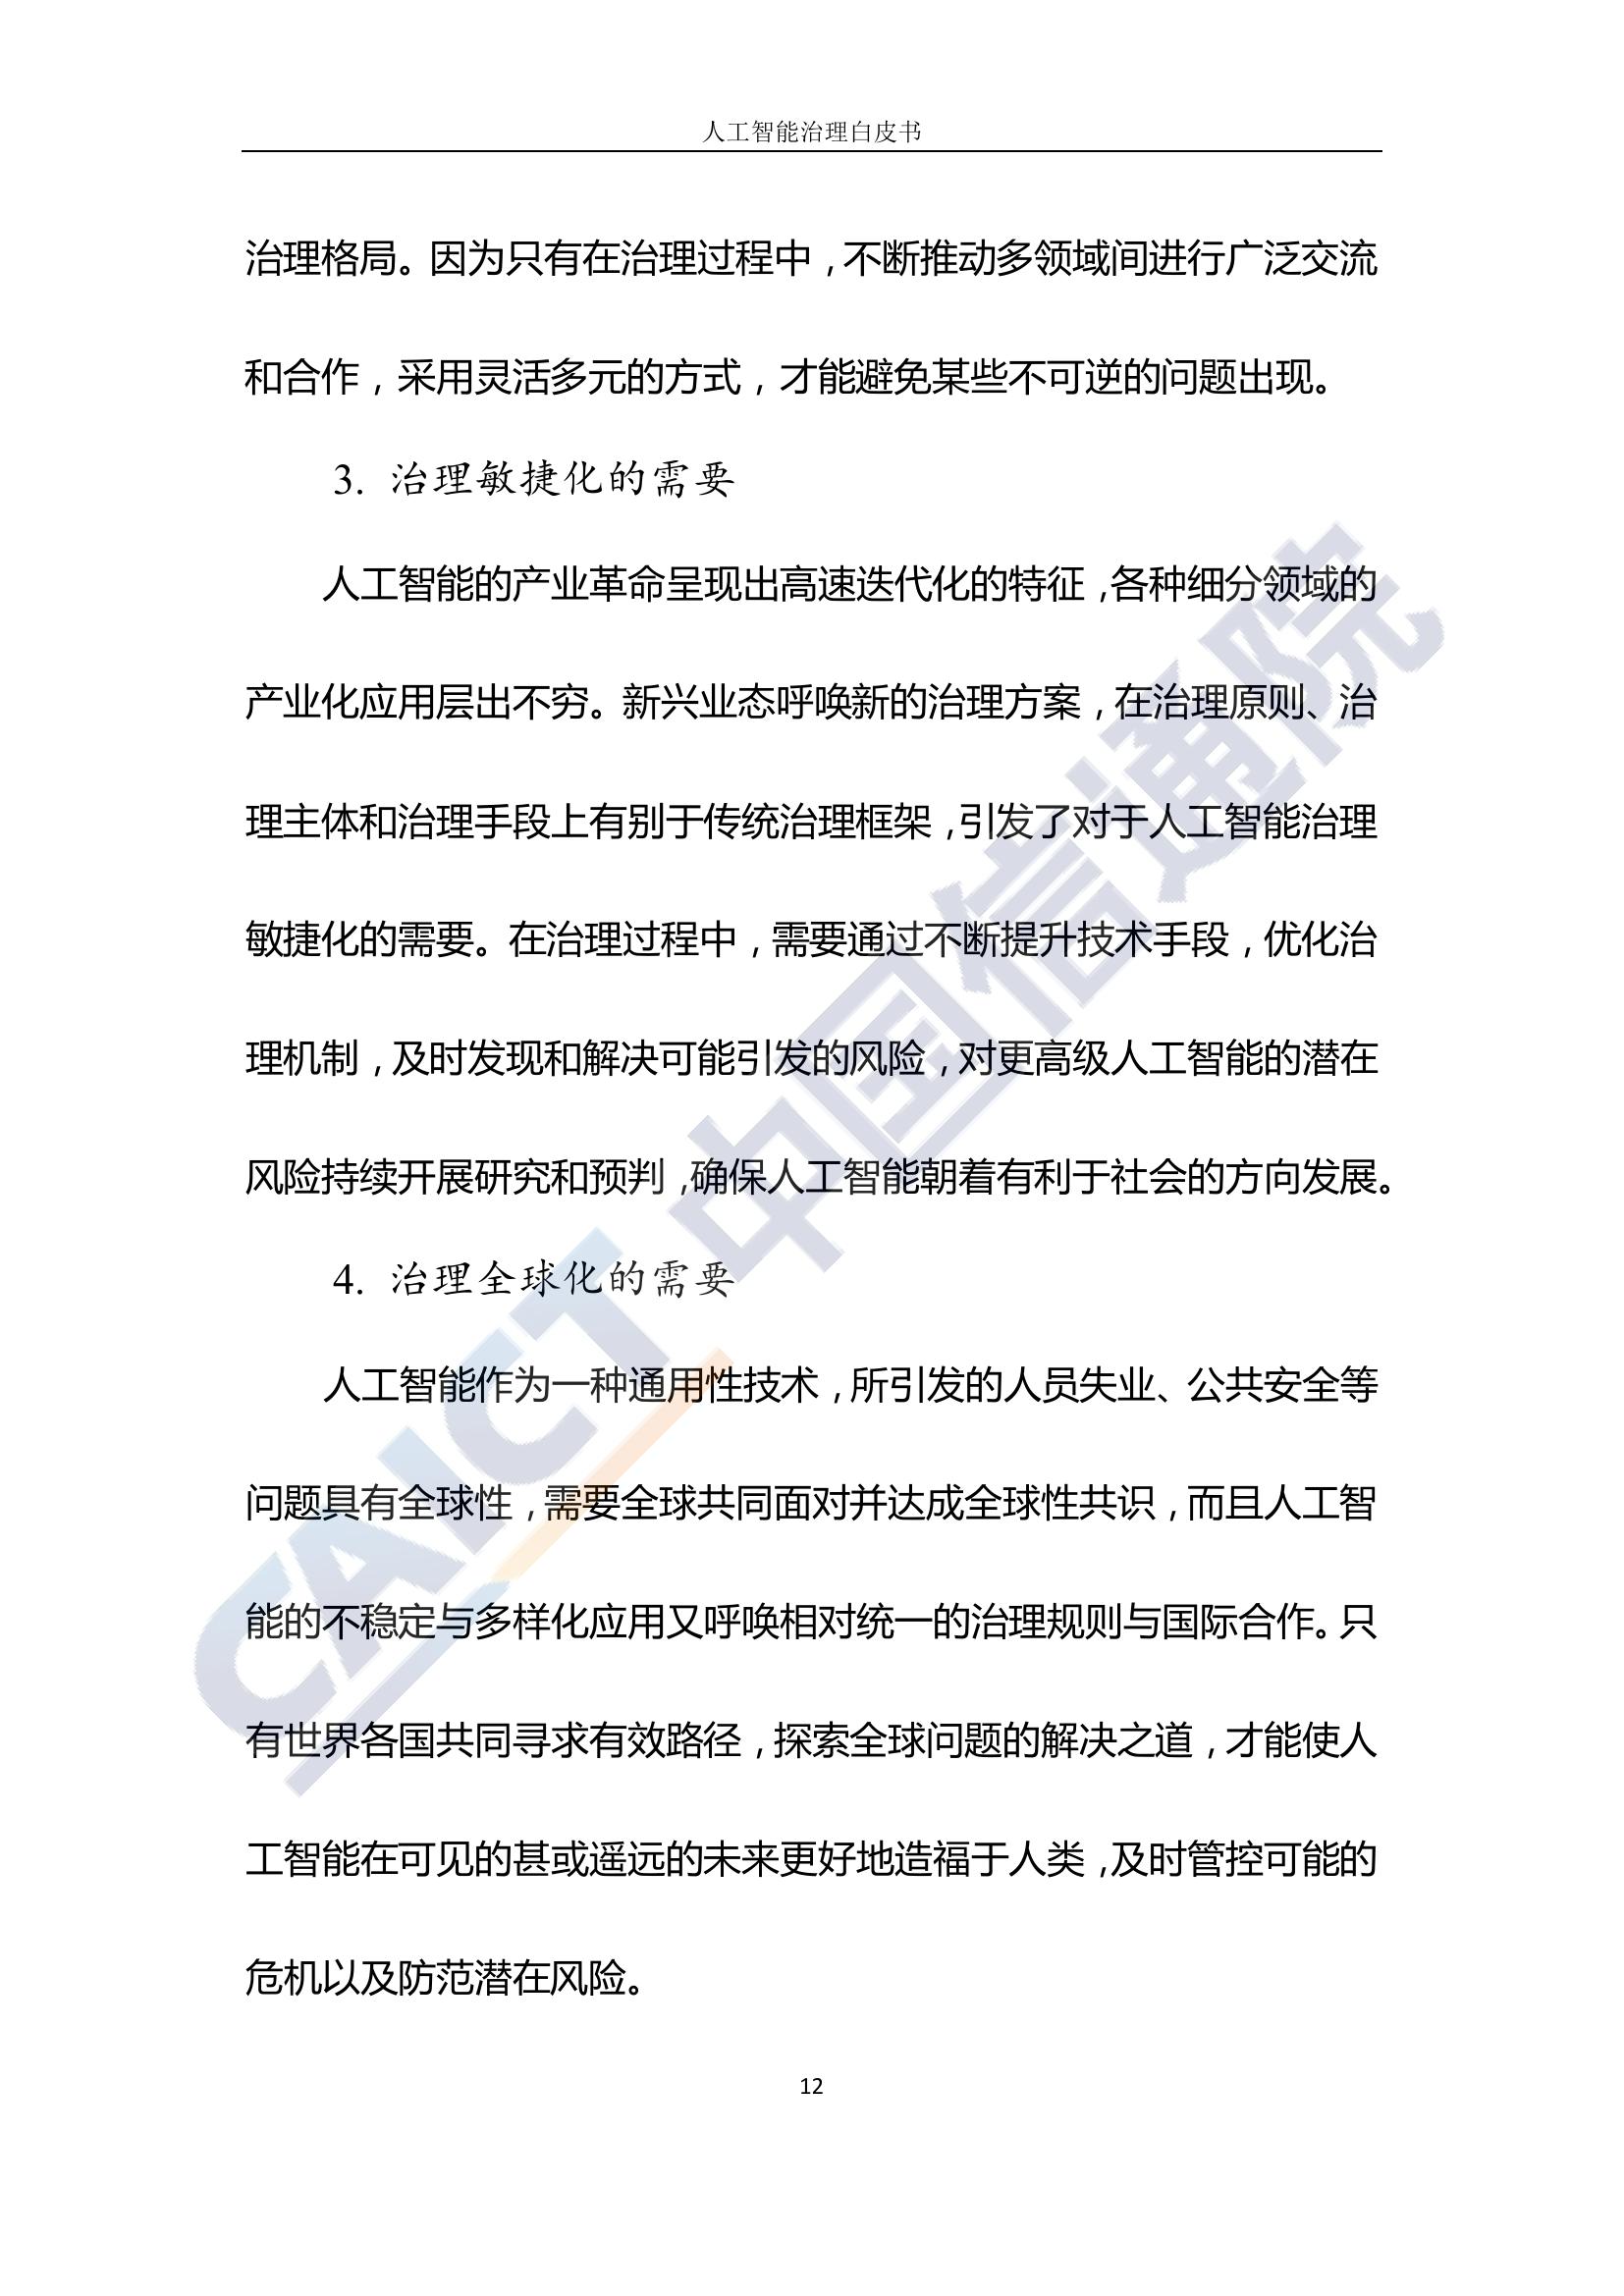 人工智能治理白皮书
治理格局。因为只有在治理过程中，不断推动多领域间进行广泛交流
和合作，采用灵活多元的方式，才能避免某些不可逆的问题出现。
3. 治理敏捷化的需要
人工智能的产业革命呈现出高速迭代化的特征，各种细分领域的
产业化应用层出不穷。新兴业态呼唤新的治理方案，在治理原则、治
理主体和治理手段上有别于传统治理框架，引发了对于人工智能治理
敏捷化的需要。在治理过程中，需要通过不断提升技术手段，优化治
理机制，及时发现和解决可能引发的风险，对更高级人工智能的潜在
风险持续开展研究和预判，确保人工智能朝着有利于社会的方向发展。
4. 治理全球化的需要
人工智能作为一种通用性技术，所引发的人员失业、公共安全等
问题具有全球性，需要全球共同面对并达成全球性共识，而且人工智
能的不稳定与多样化应用又呼唤相对统一的治理规则与国际合作。只
有世界各国共同寻求有效路径，探索全球问题的解决之道，才能使人
工智能在可见的甚或遥远的未来更好地造福于人类，及时管控可能的
危机以及防范潜在风险。
12
CAICT 中国信通院